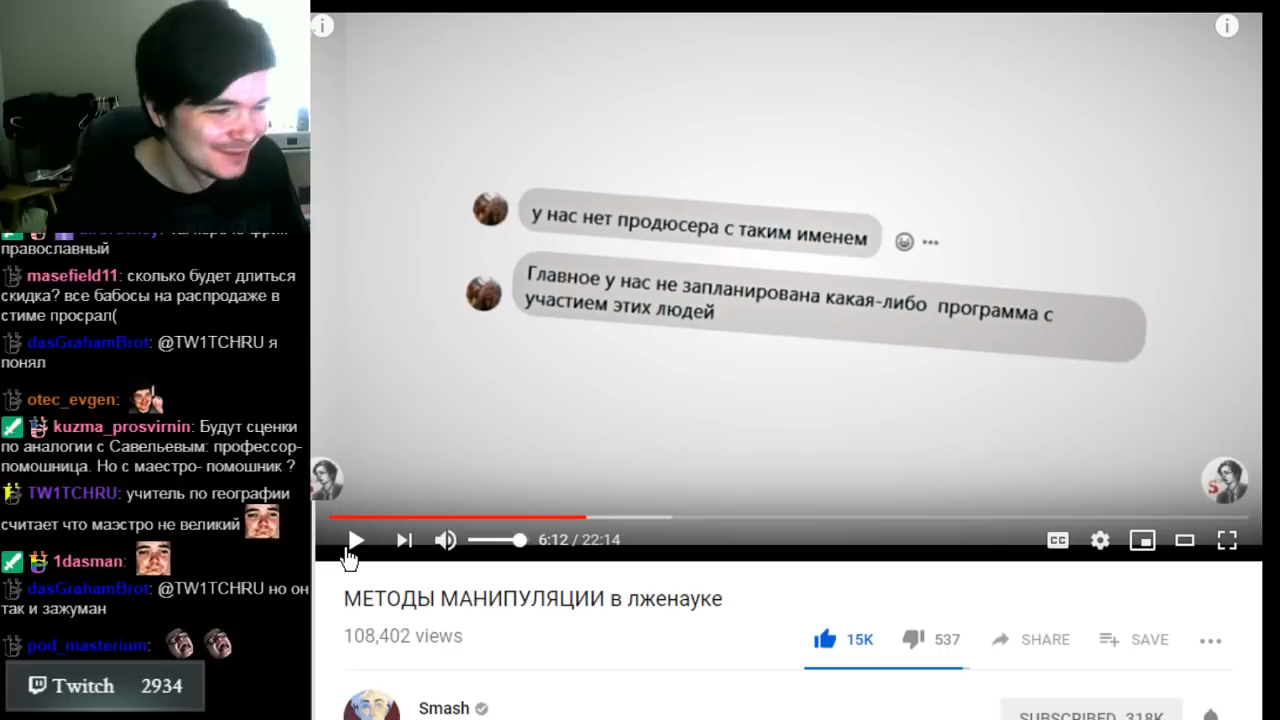 православный
masefield11: сколько будет длиться
скидка? все бабосы на распродаже в
стиме просрал(
dasGrahamBrot: @TW1TCHRU я
понял
otec_evgen:
kuzma_prosvirnin: Будут сценки
по аналогии с Савельевым: профессор-
помошница. Но с маестро- помошник ?
TW1TCHRU: учитель по географии
считает что маэстро не великий
1dasman:
dasGrahamBrot: @TW1TCHRU но он
так и зажуман
pod_masterium:
Twitch 2934
у нас нет продюсера с таким именем
Главное у нас не запланирована какая-либо программа с
участием этих людей
6:12 / 22:14
CC
МЕТОДЫ МАНИПУЛЯЦИИ в лженауке
108,402 views
15K
537
SHARE
SAVE
Smash
SUBSCRIBED 318K